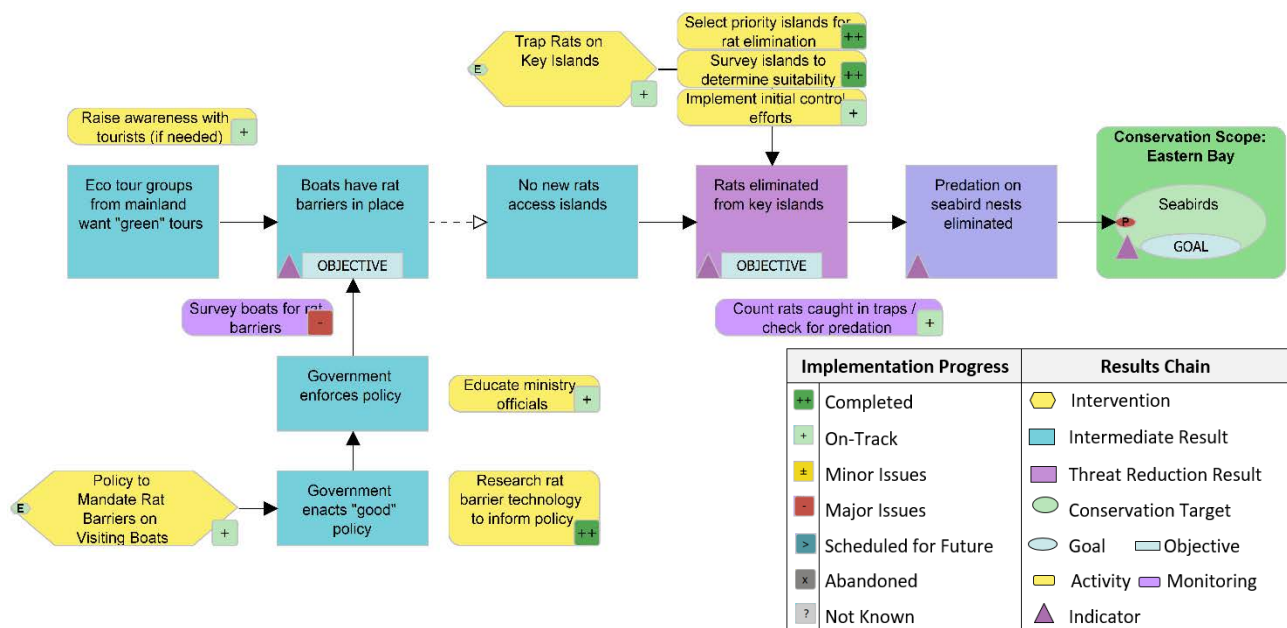 Select priority islands for
rat elimination
++
Trap Rats on
Key Islands
E
+
Survey islands to
determine suitability
++
Implement initial control
efforts
+
Raise awareness with
tourists (if needed)
+
Conservation Scope:
Eastern Bay
Eco tour groups
from mainland
want "green" tours
Boats have rat
barriers in place
OBJECTIVE
No new rats
access islands
Rats eliminated
from key islands
OBJECTIVE
Predation on
seabird nests
eliminated
Seabirds
P
GOAL
Survey boats for rat
barriers
-
Count rats caught in traps /
check for predation
+
Government
enforces policy
Educate ministry
officials
+
Policy to
Mandate Rat
Barriers on
Visiting Boats
E
+
Government
enacts "good"
policy
Research rat
barrier technology
to inform policy
++
Implementation Progress
++ Completed
+ On-Track
± Minor Issues
- Major Issues
> Scheduled for Future
x Abandoned
? Not Known
Results Chain
Intervention
Intermediate Result
Threat Reduction Result
Conservation Target
Goal Objective
Activity Monitoring
Indicator